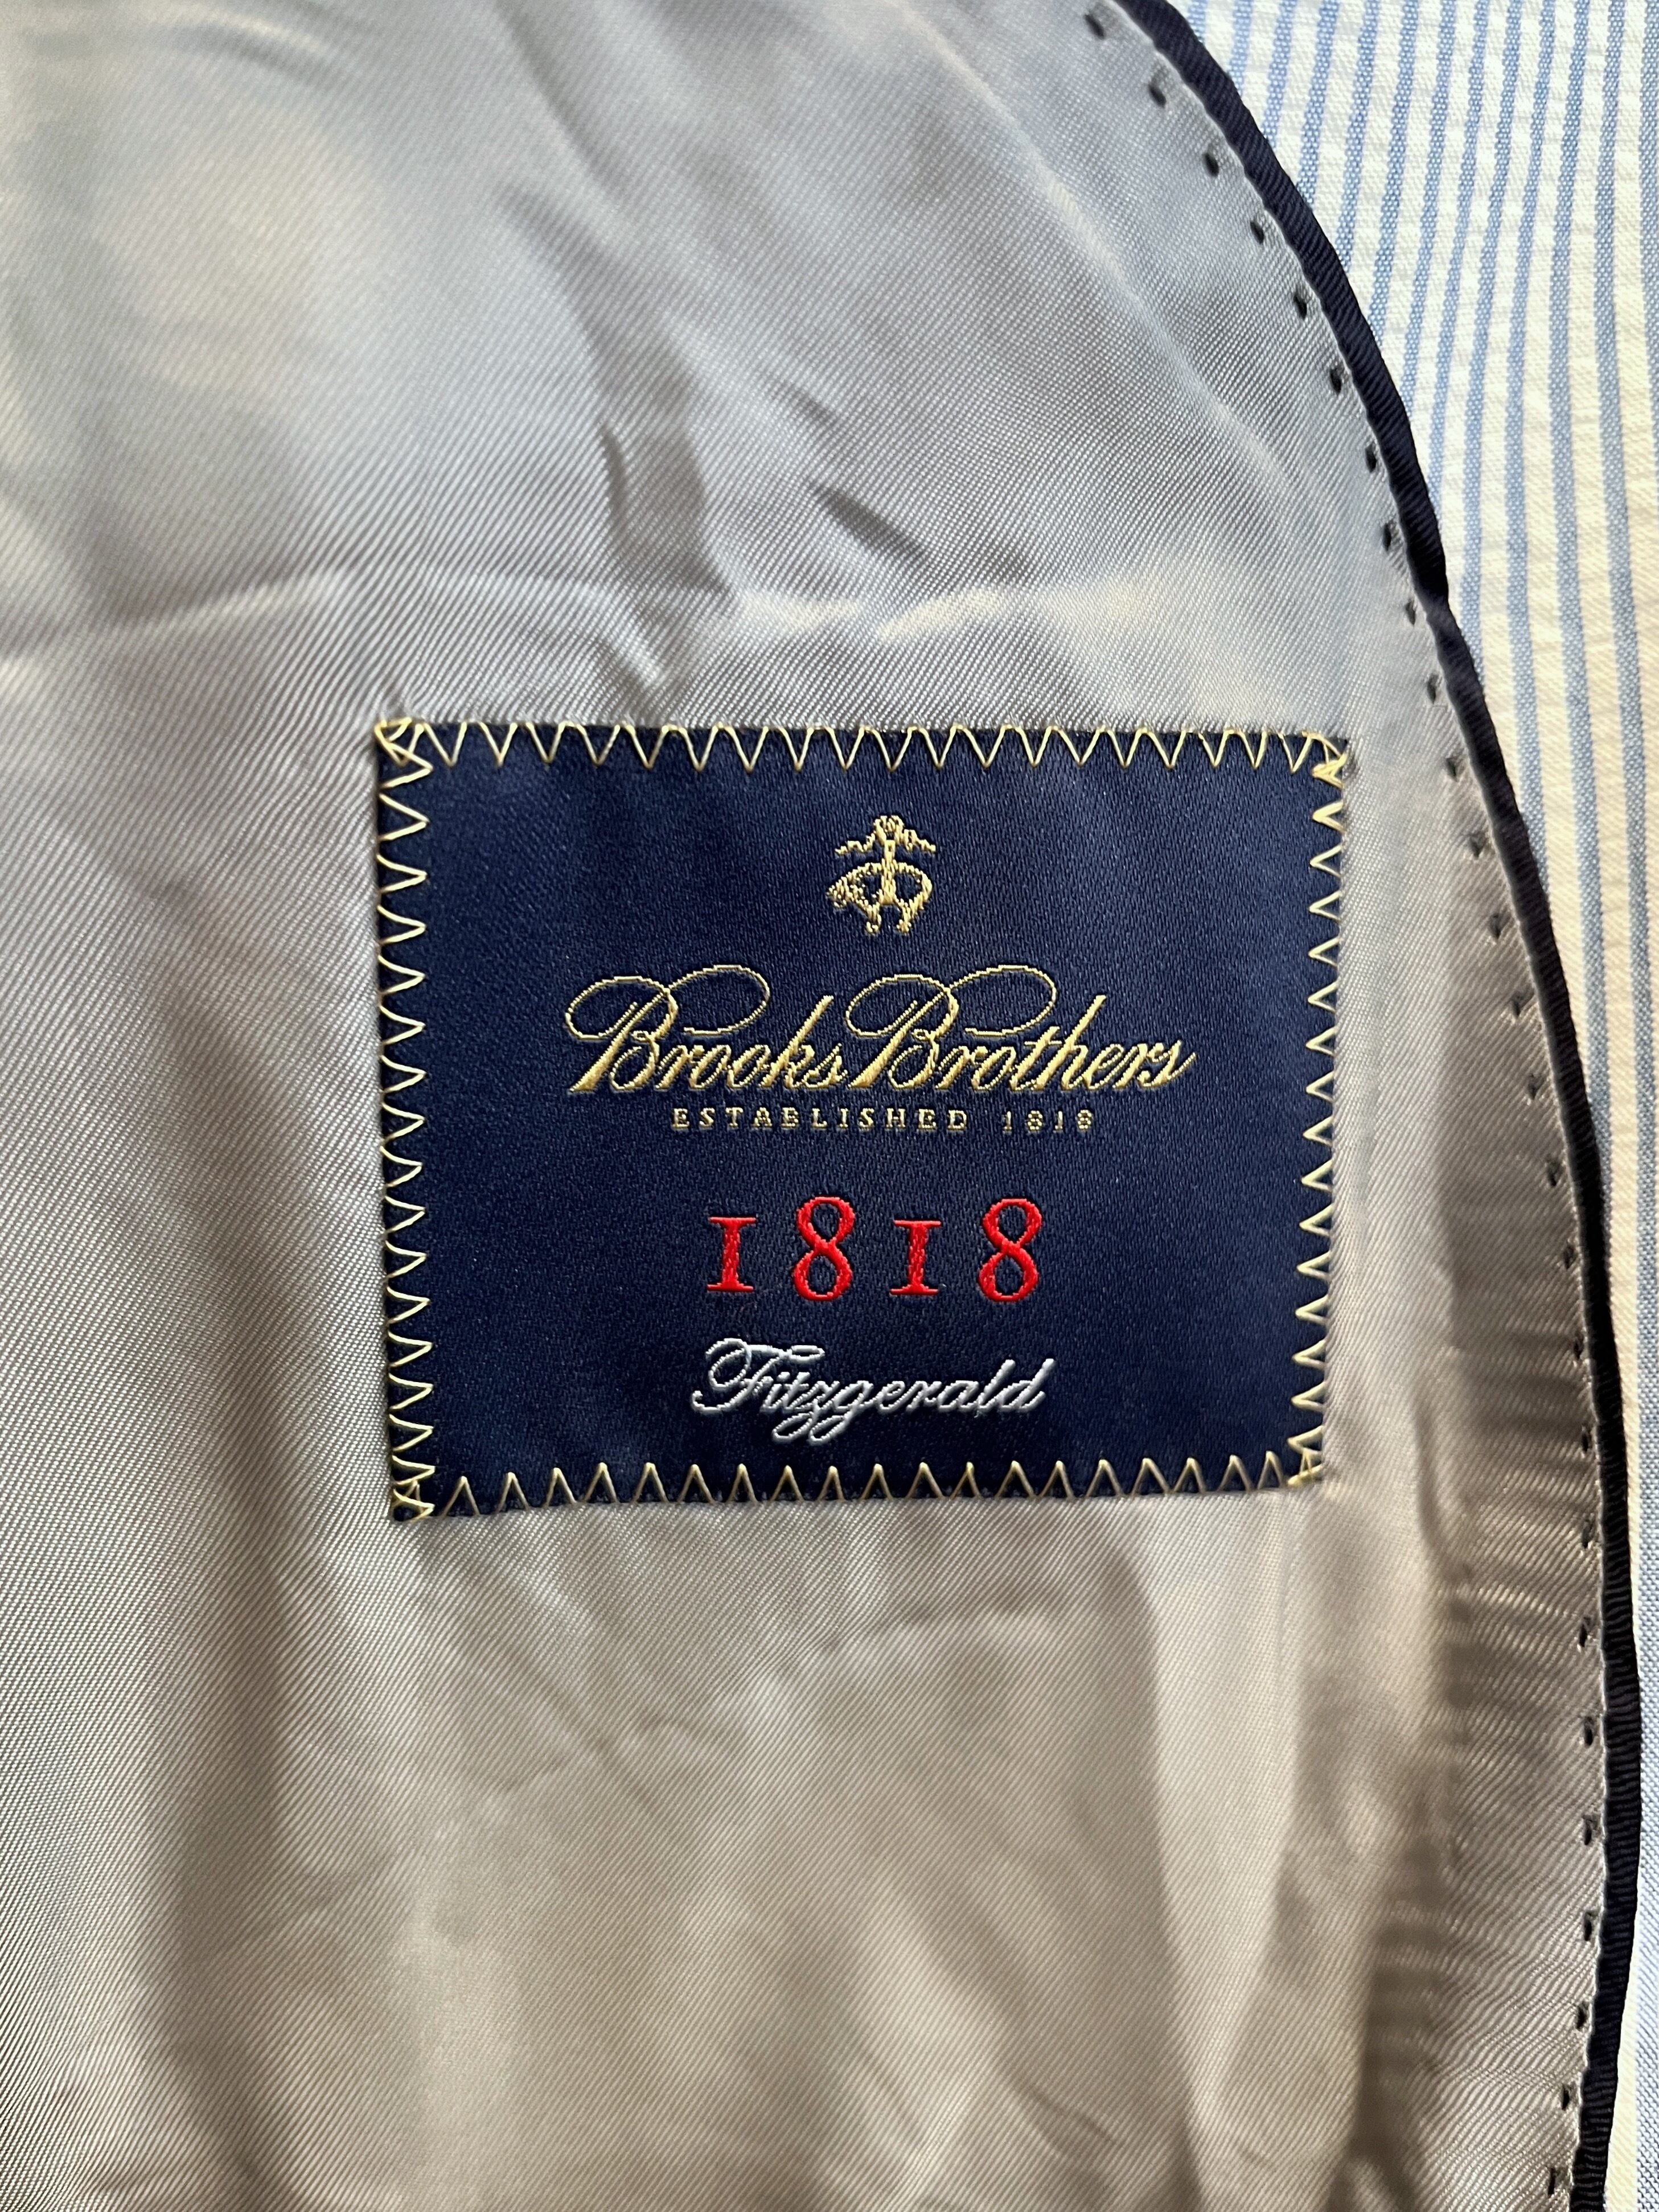 Brooks Brothers
ESTABLISHED 1818
1818
Fitzgerald